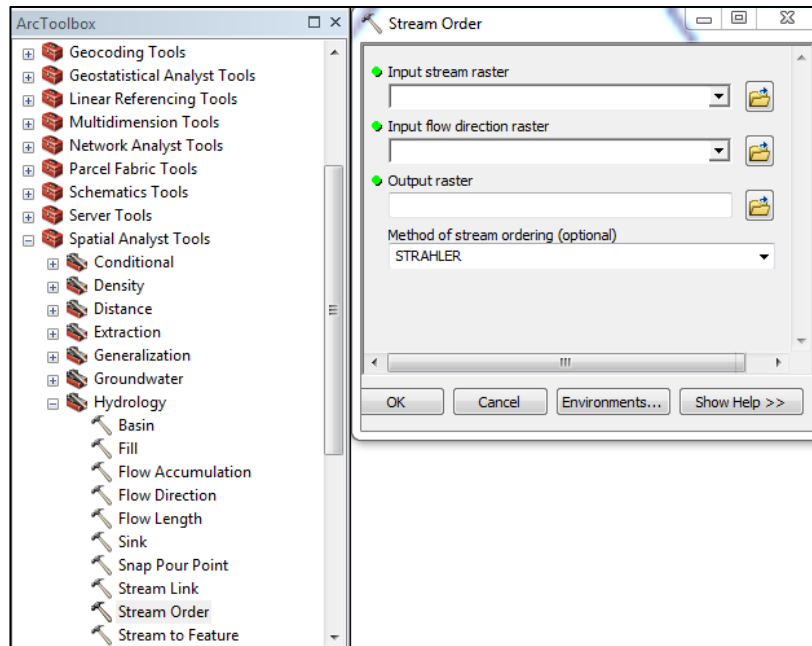 ArcToolbox
Geocoding Tools
Geostatistical Analyst Tools
Linear Referencing Tools
Multidimension Tools
Network Analyst Tools
Parcel Fabric Tools
Schematics Tools
Server Tools
Spatial Analyst Tools
Conditional
Density
Distance
Extraction
Generalization
Groundwater
Hydrology
Basin
Fill
Flow Accumulation
Flow Direction
Flow Length
Sink
Snap Pour Point
Stream Link
Stream Order
Stream to Feature
Stream Order
Input stream raster
Input flow direction raster
Output raster
Method of stream ordering (optional)
STRAHLER
OK
Cancel
Environments...
Show Help >>